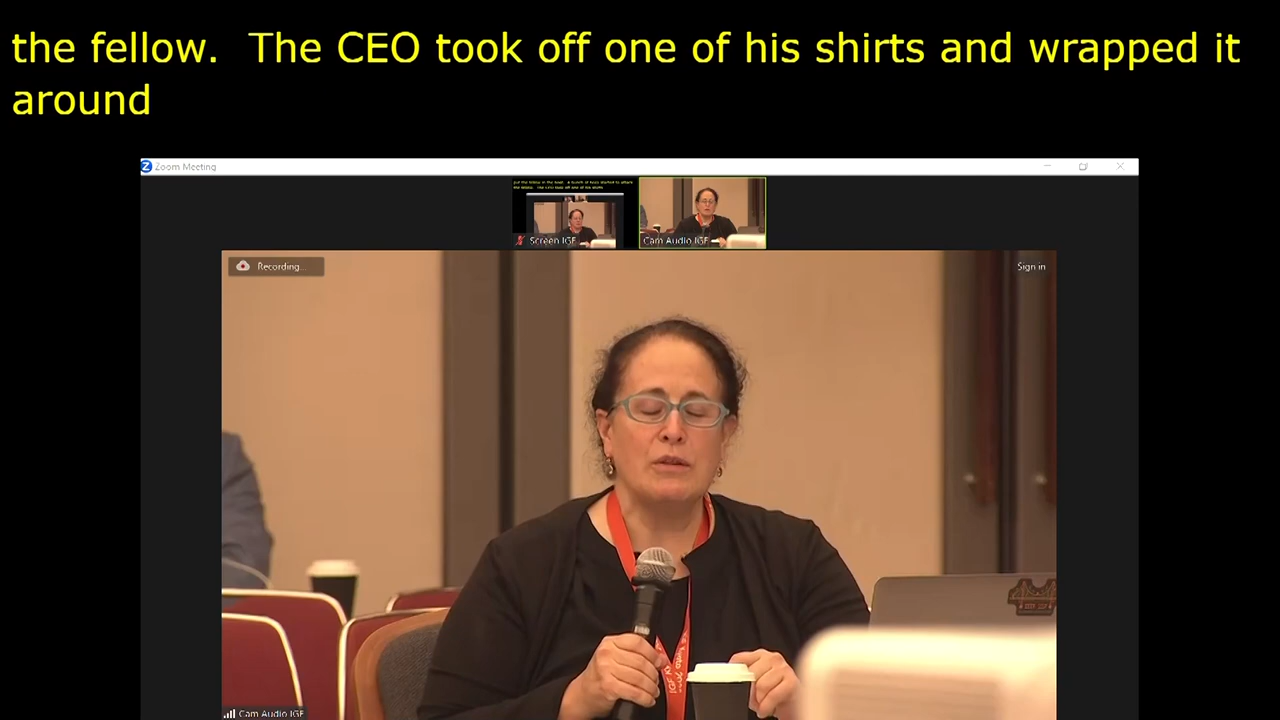 the fellow.  The CEO took off one of his shirts and wrapped it
around
Zoom Meeting
Screen IGF
Cam Audio IGF
Recording...
Sign in
Cam Audio IGF